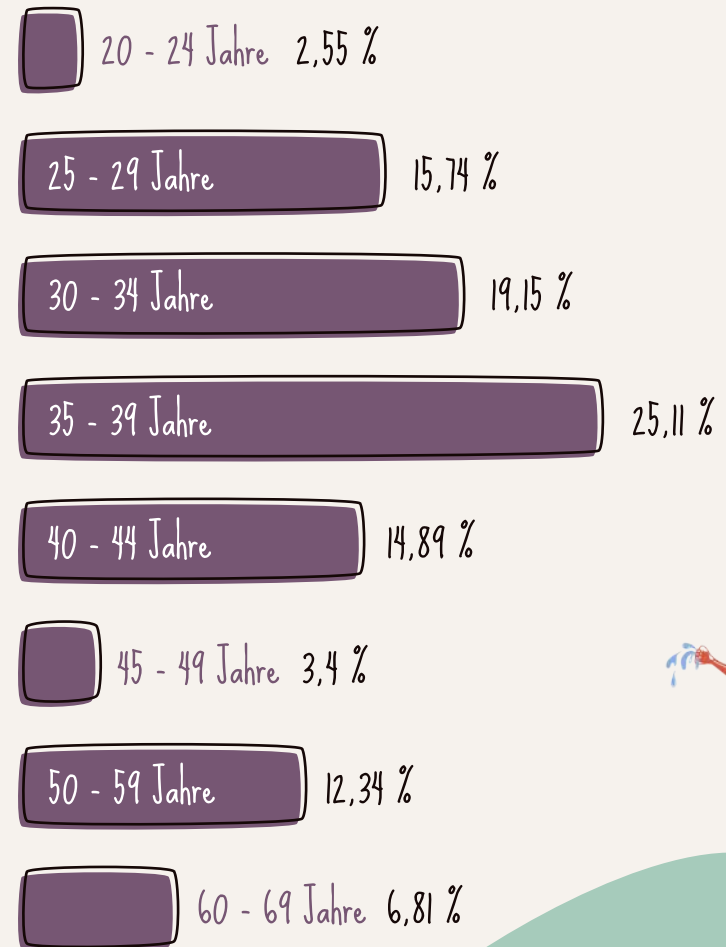 20 - 24 Jahre 2,55 %
25 - 29 Jahre 15,74 %
30 - 34 Jahre 19,15 %
35 - 39 Jahre 25,11 %
40 - 44 Jahre 14,89 %
45 - 49 Jahre 3,4 %
50 - 59 Jahre 12,34 %
60 - 69 Jahre 6,81 %